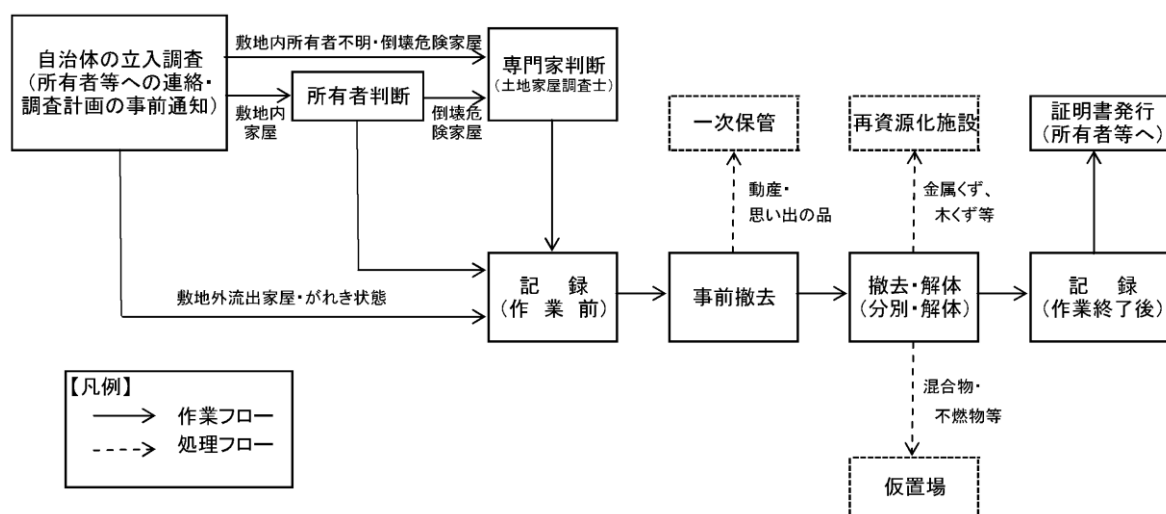 自治体の立入調査
(所有者等への連絡・
調査計画の事前通知)
敷地内所有者不明・倒壊危険家屋
敷地内
家屋
所有者判断
倒壊危
険家屋
専門家判断
(土地家屋調査士)
一次保管
再資源化施設
証明書発行
(所有者等へ)
動産・
思い出の品
金属くず、
木くず等
敷地外流出家屋・がれき状態
記 録
(作 業 前)
事前撤去
撤去・解体
(分別・解体)
記 録
(作業終了後)
【凡例】
作業フロー
処理フロー
混合物・
不燃物等
仮置場